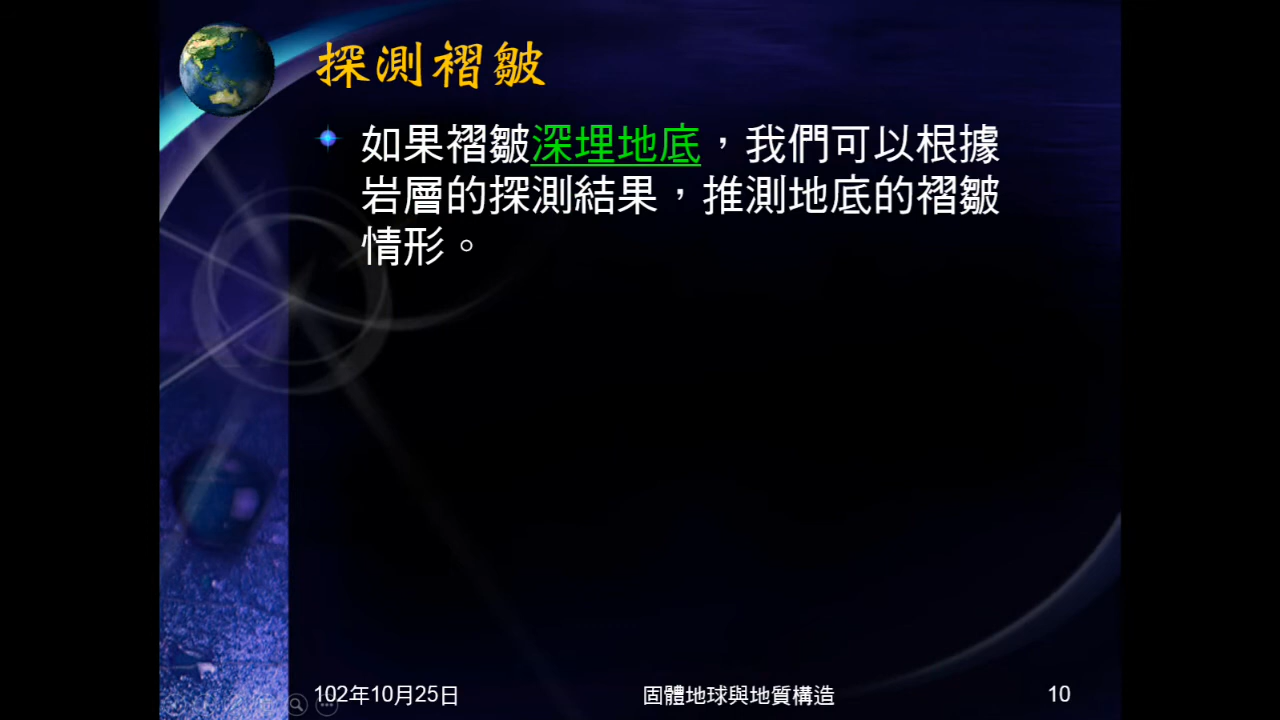 探測褶皺
如果褶皺深埋地底，我們可以根據
岩層的探測結果，推測地底的褶皺
情形。
102年10月25日
固體地球與地質構造
10